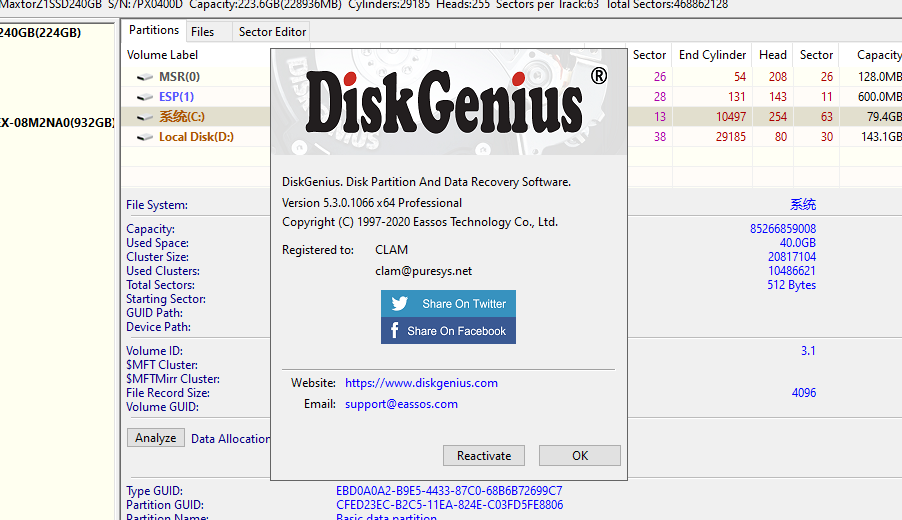 MaxtorZ1SSD240GB S/N:7PX0400D Capacity:223.6GB(228936MB) Cylinders:29185 Heads:255 Sectors per Track:63 Total Sectors:468862128
240GB(224GB)
EX-08M2NA0(932GB)
Partitions Files Sector Editor
Volume Label Sector End Cylinder Head Sector Capacity
MSR(0) 26 54 208 26 128.0MB
ESP(1) 28 131 143 11 600.0MB
系统(C:) 13 10497 254 63 79.4GB
Local Disk(D:) 38 29185 80 30 143.1GB
DiskGenius®
DiskGenius. Disk Partition And Data Recovery Software.
Version 5.3.0.1066 x64 Professional
Copyright (C) 1997-2020 Eassos Technology Co., Ltd.
Registered to: CLAM
clam@puresys.net
Share On Twitter
Share On Facebook
Website: https://www.diskgenius.com
Email: support@eassos.com
Reactivate OK
File System: 系统
Capacity: 85266859008
Used Space: 40.0GB
Cluster Size: 20817104
Used Clusters: 10486621
Total Sectors: 512 Bytes
Starting Sector:
GUID Path:
Device Path:
Volume ID: 3.1
$MFT Cluster:
$MFTMirr Cluster:
File Record Size: 4096
Volume GUID:
Analyze Data Allocation
Type GUID: EBD0A0A2-B9E5-4433-87C0-68B6B72699C7
Partition GUID: CFED23EC-B2C5-11EA-824E-C03FD5FE8806
Partition Name: Basic data partition